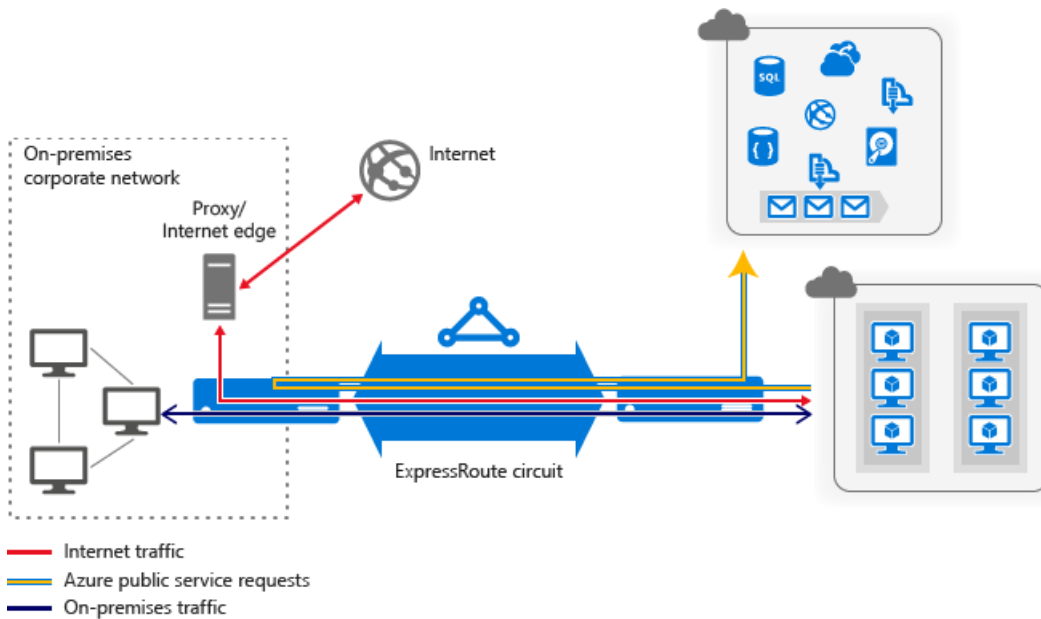 SQL
{ }
On-premises
corporate network
Internet
Proxy/
Internet edge
ExpressRoute circuit
Internet traffic
Azure public service requests
On-premises traffic